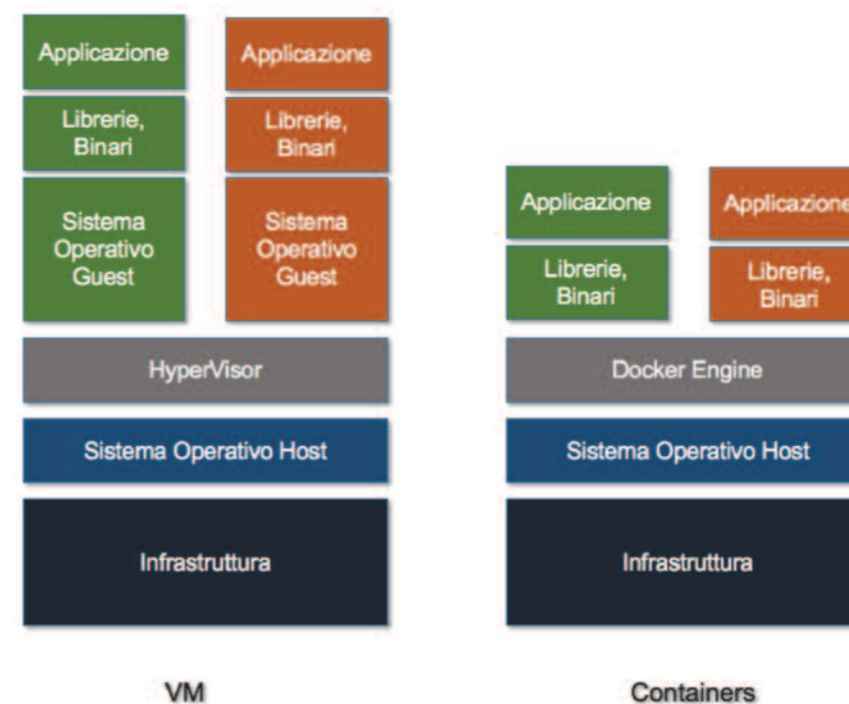 Applicazione
Applicazione
Librerie,
Binari
Librerie,
Binari
Sistema
Operativo
Guest
Sistema
Operativo
Guest
HyperVisor
Sistema Operativo Host
Infrastruttura
VM
Applicazione
Applicazione
Librerie,
Binari
Librerie,
Binari
Docker Engine
Sistema Operativo Host
Infrastruttura
Containers